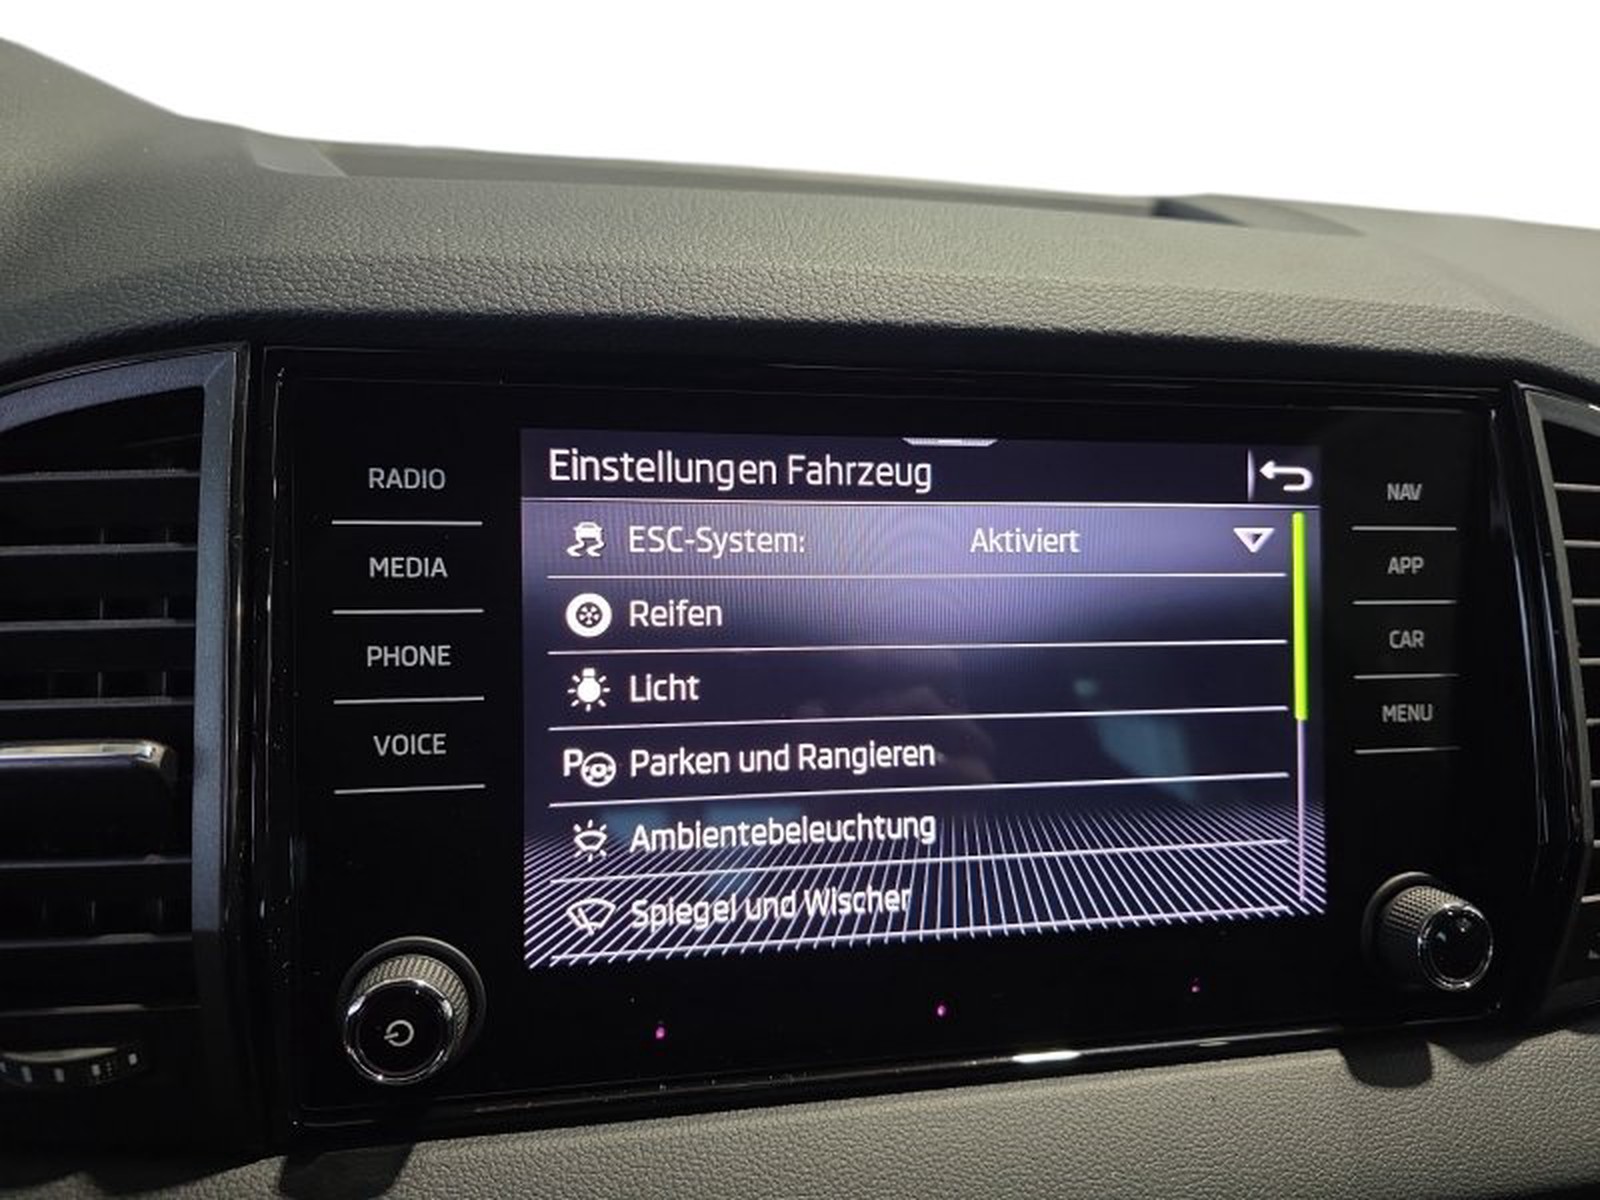 RADIO
MEDIA
PHONE
VOICE
Einstellungen Fahrzeug
ESC-System: Aktiviert
Reifen
Licht
P Parken und Rangieren
Ambientebeleuchtung
Spiegel und Wischer
NAV
APP
CAR
MENU